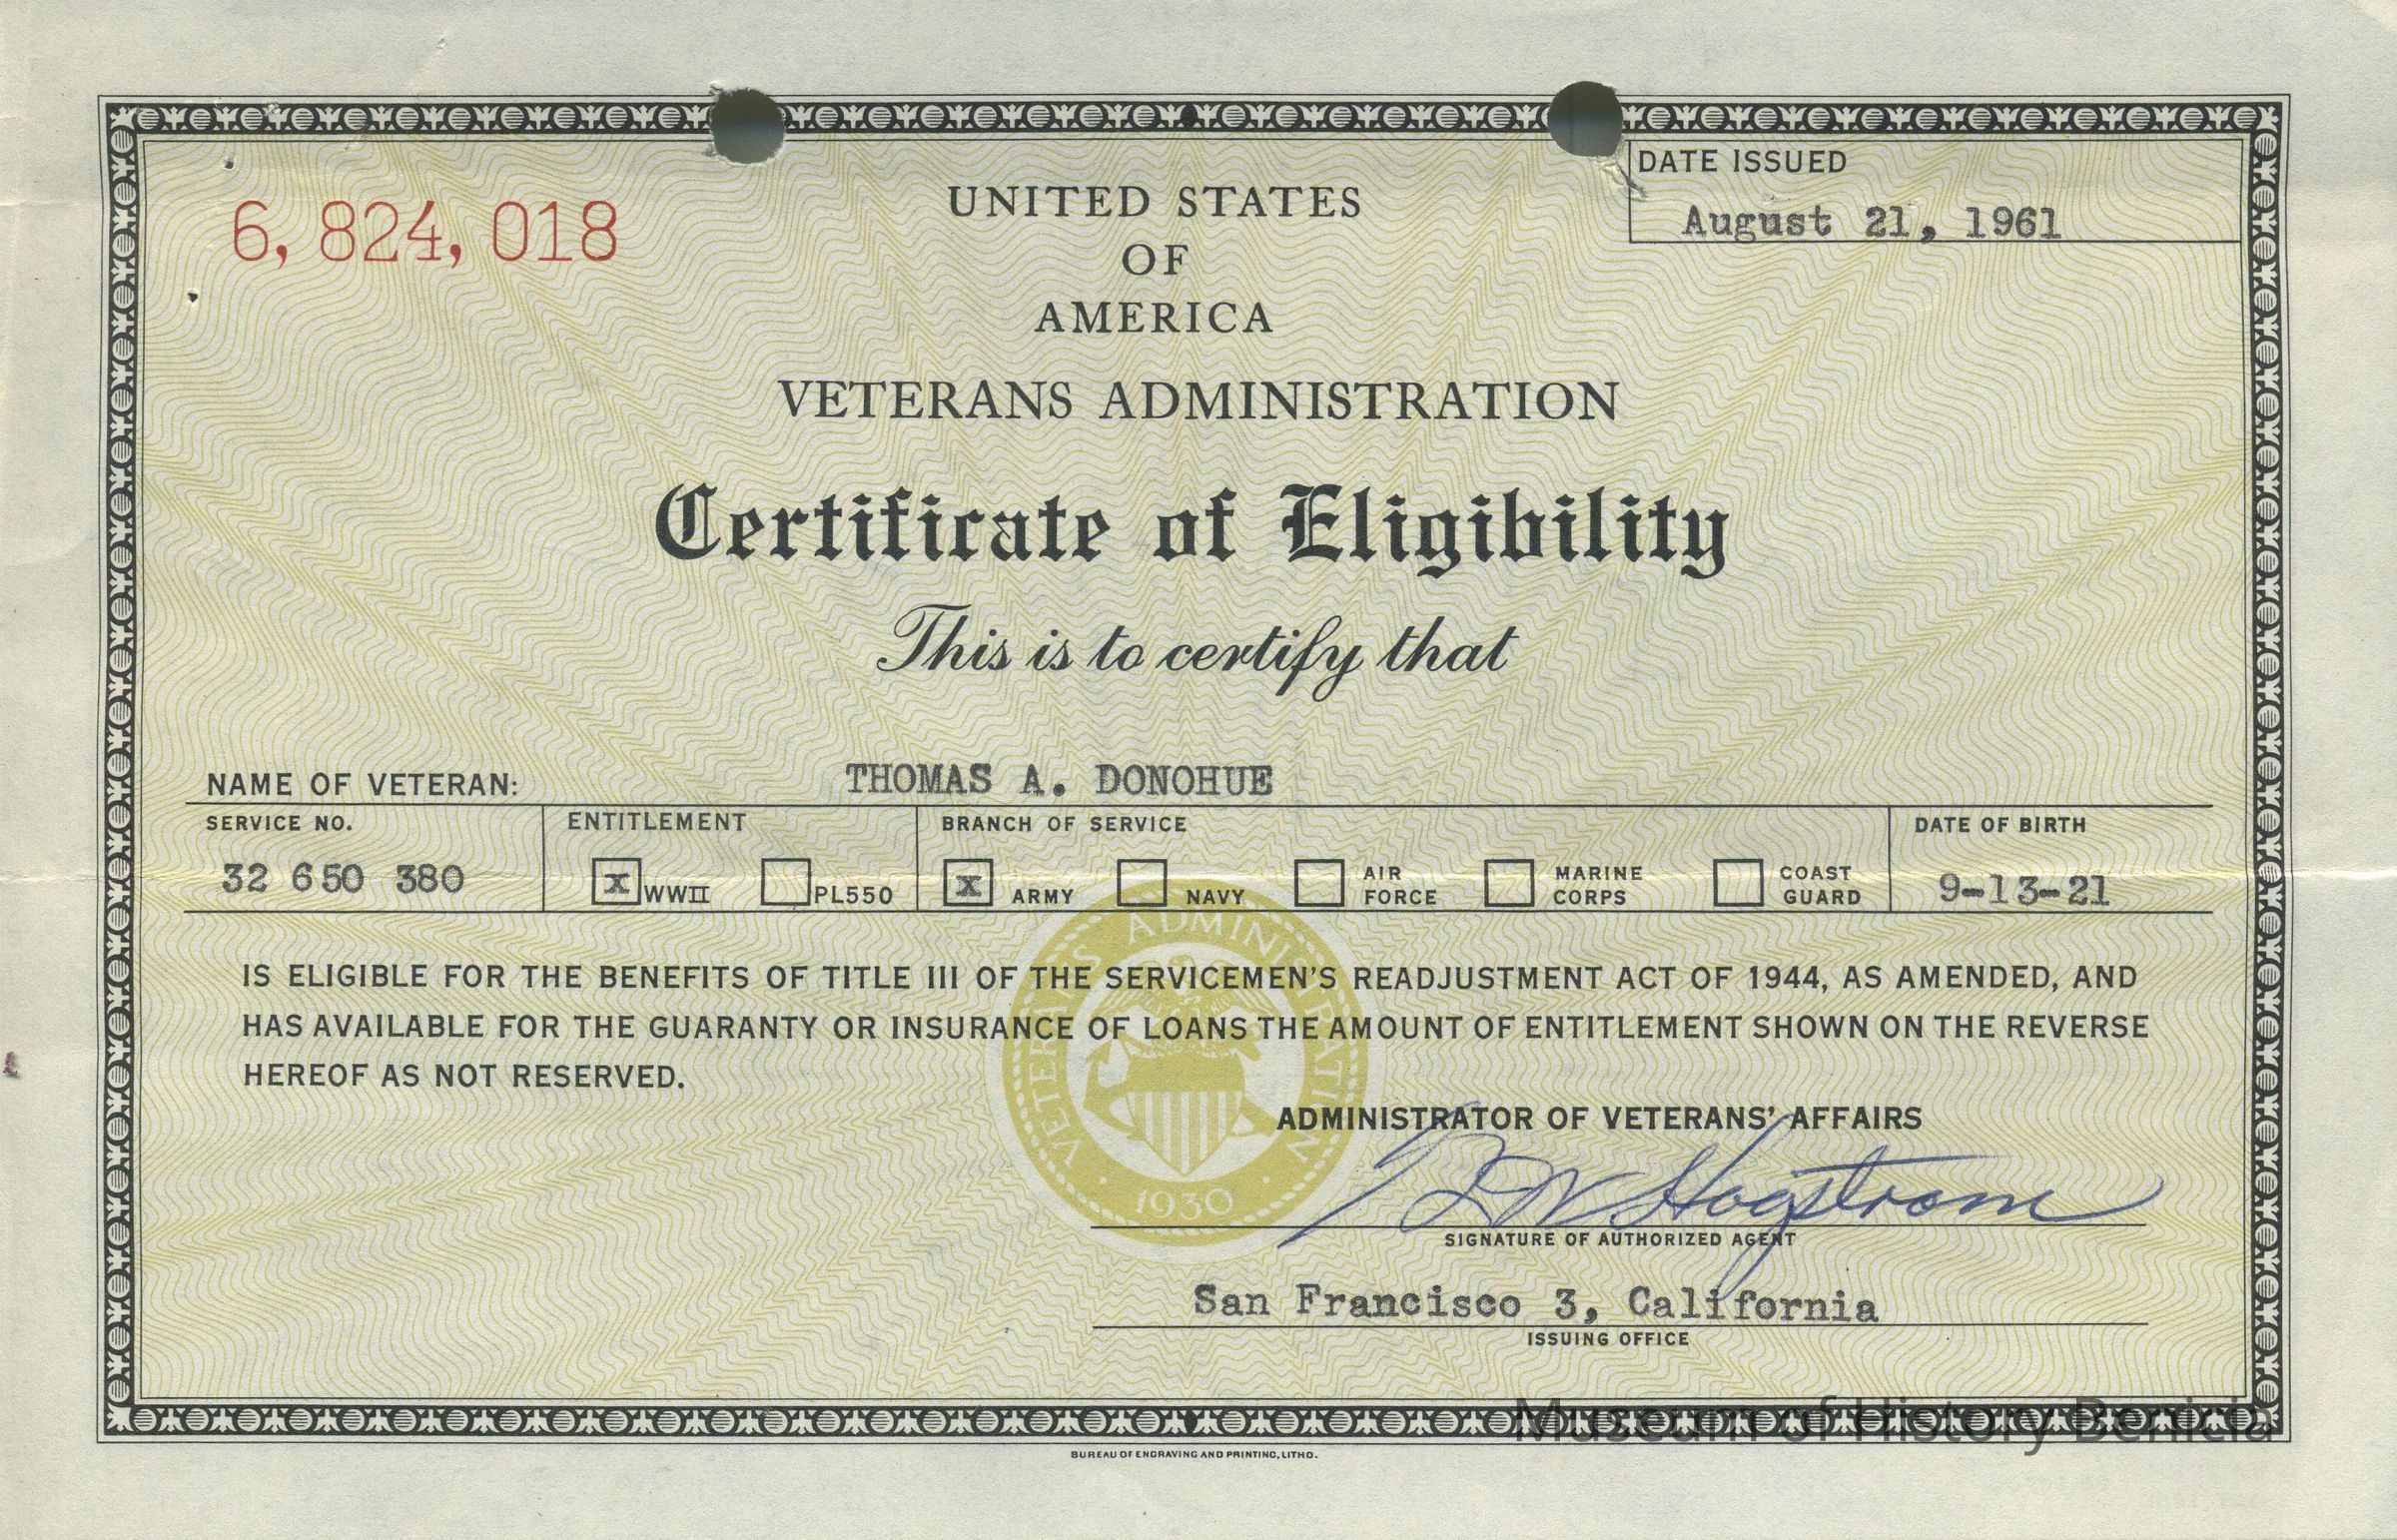 6,824,018
DATE ISSUED
August 21, 1961
UNITED STATES
OF
AMERICA
VETERANS ADMINISTRATION
Certificate of Eligibility
This is to certify that
NAME OF VETERAN: THOMAS A. DONOHUE
SERVICE NO. ENTITLEMENT BRANCH OF SERVICE DATE OF BIRTH
32 650 380 X WWII PL550 X ARMY NAVY AIR FORCE MARINE CORPS COAST GUARD 9-13-21
IS ELIGIBLE FOR THE BENEFITS OF TITLE III OF THE SERVICEMEN'S READJUSTMENT ACT OF 1944, AS AMENDED, AND
HAS AVAILABLE FOR THE GUARANTY OR INSURANCE OF LOANS THE AMOUNT OF ENTITLEMENT SHOWN ON THE REVERSE
HEREOF AS NOT RESERVED.
VETERANS ADMINISTRATION
1930
ADMINISTRATOR OF VETERANS' AFFAIRS
Hogstrom
SIGNATURE OF AUTHORIZED AGENT
San Francisco 3, California
ISSUING OFFICE
Museum of History Benicia
BUREAU OF ENGRAVING AND PRINTING, LITHO.